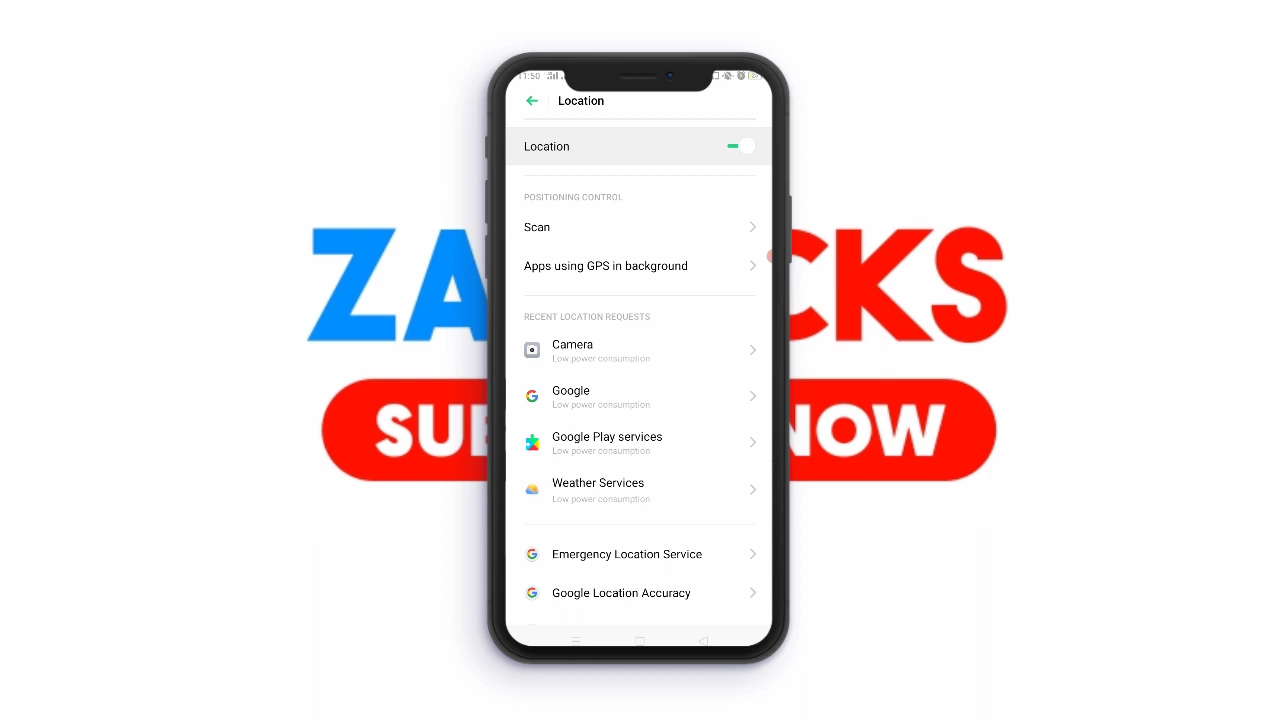 11:50
Location
Location
POSITIONING CONTROL
Scan
Apps using GPS in background
RECENT LOCATION REQUESTS
Camera
Low power consumption
Google
Low power consumption
Google Play services
Low power consumption
Weather Services
Low power consumption
Emergency Location Service
Google Location Accuracy
ZA
CKS
SU
NOW